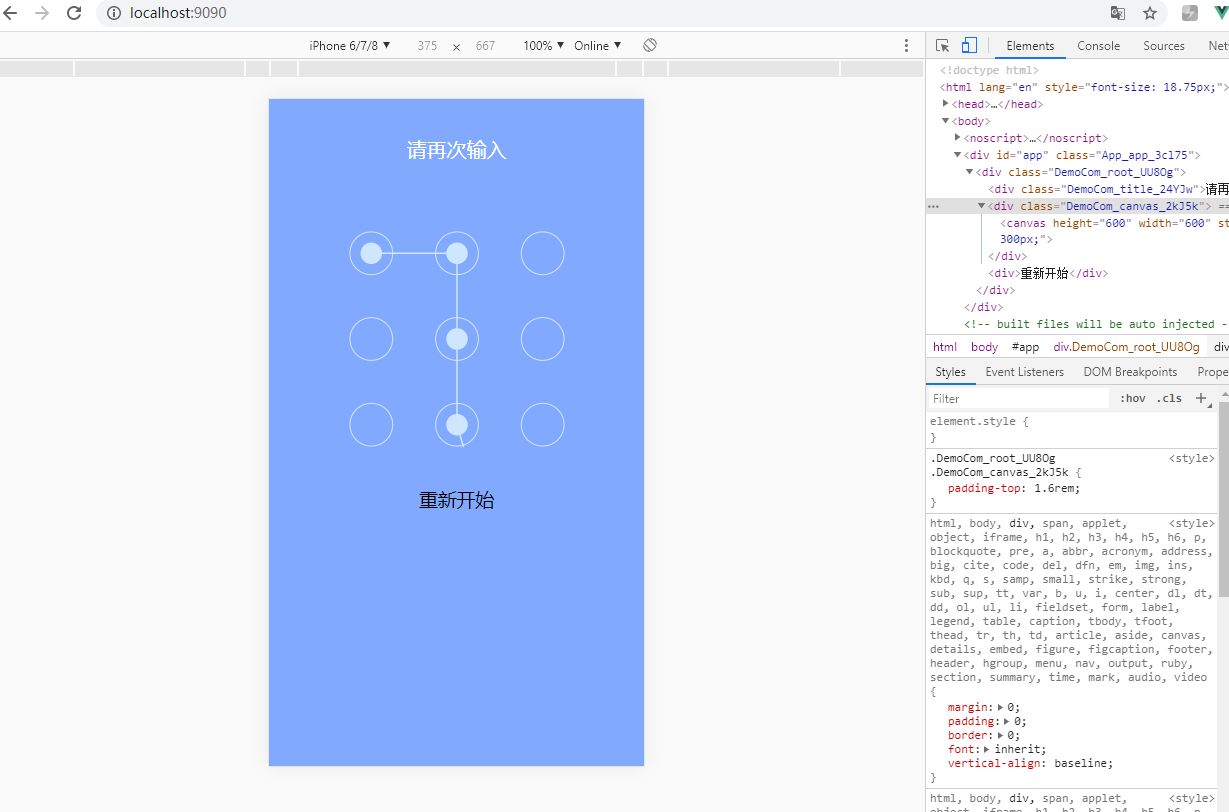 localhost:9090
iPhone 6/7/8 ▼ 375 × 667 100% ▼ Online ▼
Elements Console Sources Net
<!doctype html>
<html lang="en" style="font-size: 18.75px;">
▶<head>…</head>
▼<body>
▶<noscript>…</noscript>
▼<div id="app" class="App_app_3cl75">
▼<div class="DemoCom_root_UU8Og">
<div class="DemoCom_title_24YJw">请再
…▼<div class="DemoCom_canvas_2kJ5k"> ==
<canvas height="600" width="600" st
300px;">
</div>
<div>重新开始</div>
</div>
</div>
<!-- built files will be auto injected -
html body #app div.DemoCom_root_UU8Og div
Styles Event Listeners DOM Breakpoints Prope
Filter :hov .cls +
element.style {
}
.DemoCom_root_UU8Og <style>
.DemoCom_canvas_2kJ5k {
padding-top: 1.6rem;
}
html, body, div, span, applet, <style>
object, iframe, h1, h2, h3, h4, h5, h6, p,
blockquote, pre, a, abbr, acronym, address,
big, cite, code, del, dfn, em, img, ins,
kbd, q, s, samp, small, strike, strong,
sub, sup, tt, var, b, u, i, center, dl, dt,
dd, ol, ul, li, fieldset, form, label,
legend, table, caption, tbody, tfoot,
thead, tr, th, td, article, aside, canvas,
details, embed, figure, figcaption, footer,
header, hgroup, menu, nav, output, ruby,
section, summary, time, mark, audio, video
{
margin:▶0;
padding:▶0;
border:▶0;
font:▶inherit;
vertical-align: baseline;
}
html, body, div, span, applet, <style>
请再次输入
重新开始